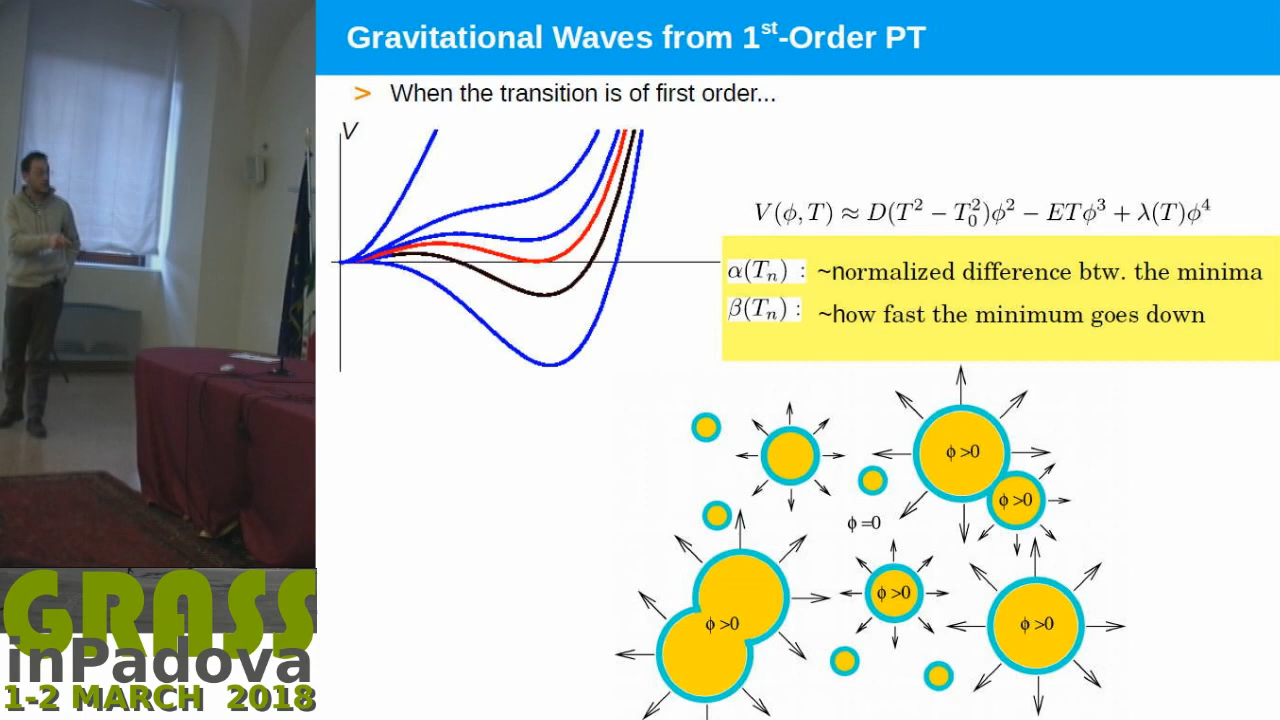 Gravitational Waves from 1st-Order PT
> When the transition is of first order...
V
V(ϕ,T) ≈ D(T² − T₀²)ϕ² − ETϕ³ + λ(T)ϕ⁴
α(Tₙ) : ~normalized difference btw. the minima
β(Tₙ) : ~how fast the minimum goes down
ϕ >0
ϕ >0
ϕ =0
ϕ >0
ϕ >0
ϕ >0
GRASS
inPadova
1-2 MARCH 2018